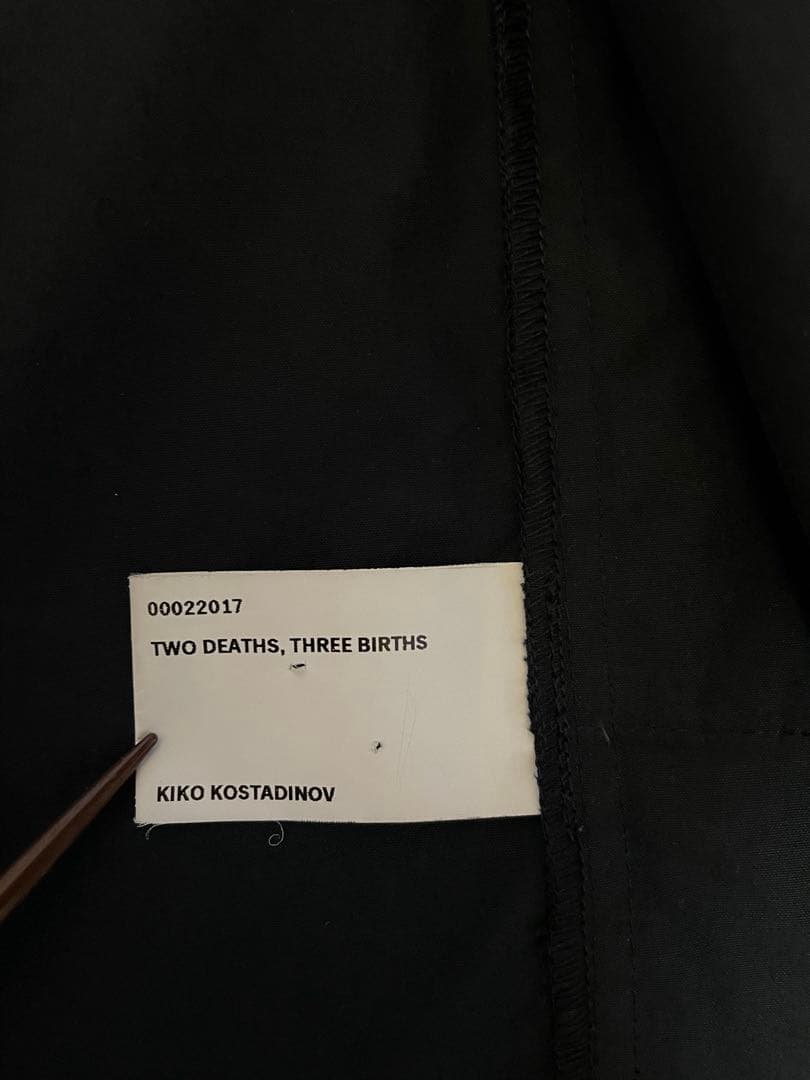 00022017
TWO DEATHS, THREE BIRTHS
KIKO KOSTADINOV